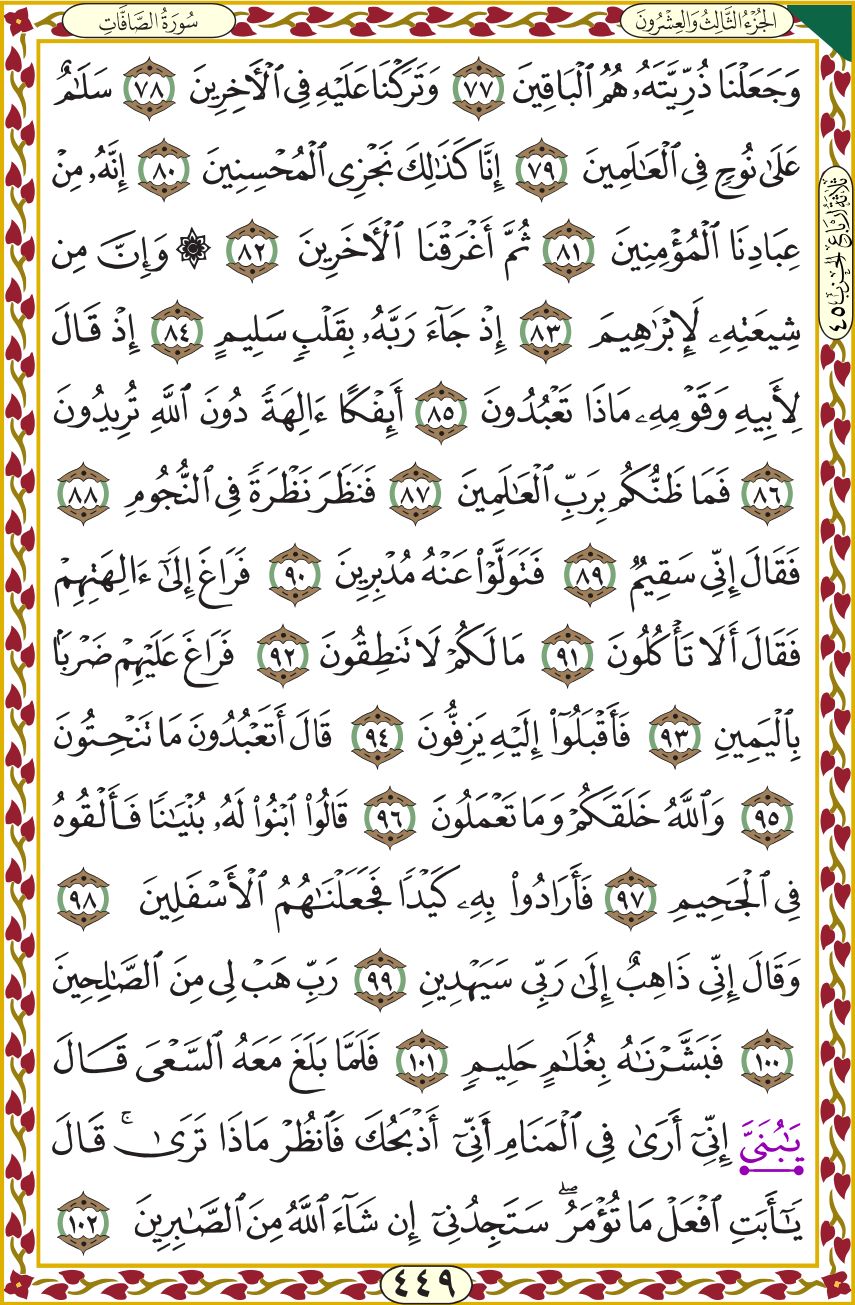 الجُزْءُ الثَّالِثُ وَالعِشْرُونَ
سُورَةُ الصَّافَّاتِ
وَجَعَلْنَا ذُرِّيَّتَهُۥ هُمُ ٱلْبَاقِينَ ٧٧ وَتَرَكْنَا عَلَيْهِ فِى ٱلْأَخِرِينَ ٧٨ سَلَٰمٌ
عَلَىٰ نُوحٍ فِى ٱلْعَٰلَمِينَ ٧٩ إِنَّا كَذَٰلِكَ نَجْزِى ٱلْمُحْسِنِينَ ٨٠ إِنَّهُۥ مِنْ
عِبَادِنَا ٱلْمُؤْمِنِينَ ٨١ ثُمَّ أَغْرَقْنَا ٱلْأَخَرِينَ ٨٢ ۞ وَإِنَّ مِن
شِيعَتِهِۦ لَإِبْرَٰهِيمَ ٨٣ إِذْ جَآءَ رَبَّهُۥ بِقَلْبٍ سَلِيمٍ ٨٤ إِذْ قَالَ
لِأَبِيهِ وَقَوْمِهِۦ مَاذَا تَعْبُدُونَ ٨٥ أَئِفْكًا ءَالِهَةً دُونَ ٱللَّهِ تُرِيدُونَ
٨٦ فَمَا ظَنُّكُم بِرَبِّ ٱلْعَٰلَمِينَ ٨٧ فَنَظَرَ نَظْرَةً فِى ٱلنُّجُومِ ٨٨
فَقَالَ إِنِّى سَقِيمٌ ٨٩ فَتَوَلَّوْا۟ عَنْهُ مُدْبِرِينَ ٩٠ فَرَاغَ إِلَىٰٓ ءَالِهَتِهِمْ
فَقَالَ أَلَا تَأْكُلُونَ ٩١ مَا لَكُمْ لَا تَنطِقُونَ ٩٢ فَرَاغَ عَلَيْهِمْ ضَرْبًۢا
بِٱلْيَمِينِ ٩٣ فَأَقْبَلُوٓا۟ إِلَيْهِ يَزِفُّونَ ٩٤ قَالَ أَتَعْبُدُونَ مَا تَنْحِتُونَ
٩٥ وَٱللَّهُ خَلَقَكُمْ وَمَا تَعْمَلُونَ ٩٦ قَالُوا۟ ٱبْنُوا۟ لَهُۥ بُنْيَٰنًا فَأَلْقُوهُ
فِى ٱلْجَحِيمِ ٩٧ فَأَرَادُوا۟ بِهِۦ كَيْدًا فَجَعَلْنَٰهُمُ ٱلْأَسْفَلِينَ ٩٨
وَقَالَ إِنِّى ذَاهِبٌ إِلَىٰ رَبِّى سَيَهْدِينِ ٩٩ رَبِّ هَبْ لِى مِنَ ٱلصَّٰلِحِينَ
١٠٠ فَبَشَّرْنَٰهُ بِغُلَٰمٍ حَلِيمٍ ١٠١ فَلَمَّا بَلَغَ مَعَهُ ٱلسَّعْىَ قَالَ
يَٰبُنَىَّ إِنِّىٓ أَرَىٰ فِى ٱلْمَنَامِ أَنِّىٓ أَذْبَحُكَ فَٱنظُرْ مَاذَا تَرَىٰ ۚ قَالَ
يَٰٓأَبَتِ ٱفْعَلْ مَا تُؤْمَرُ ۖ سَتَجِدُنِىٓ إِن شَآءَ ٱللَّهُ مِنَ ٱلصَّٰبِرِينَ ١٠٢
ثَلَاثَةُ أَرْبَاعِ الحِزْبِ ٤٥
٤٤٩